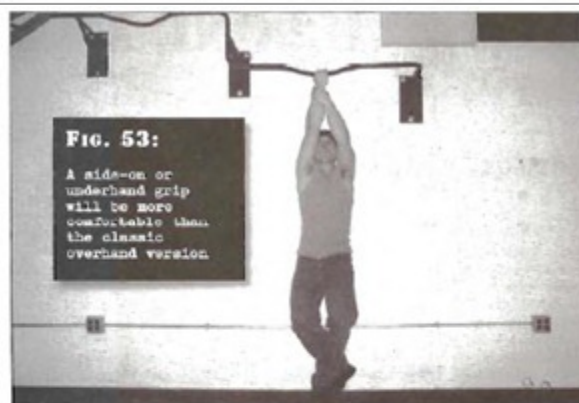 FIG. 53:
A side-on or
underhand grip
will be more
comfortable than
the classic
overhand version